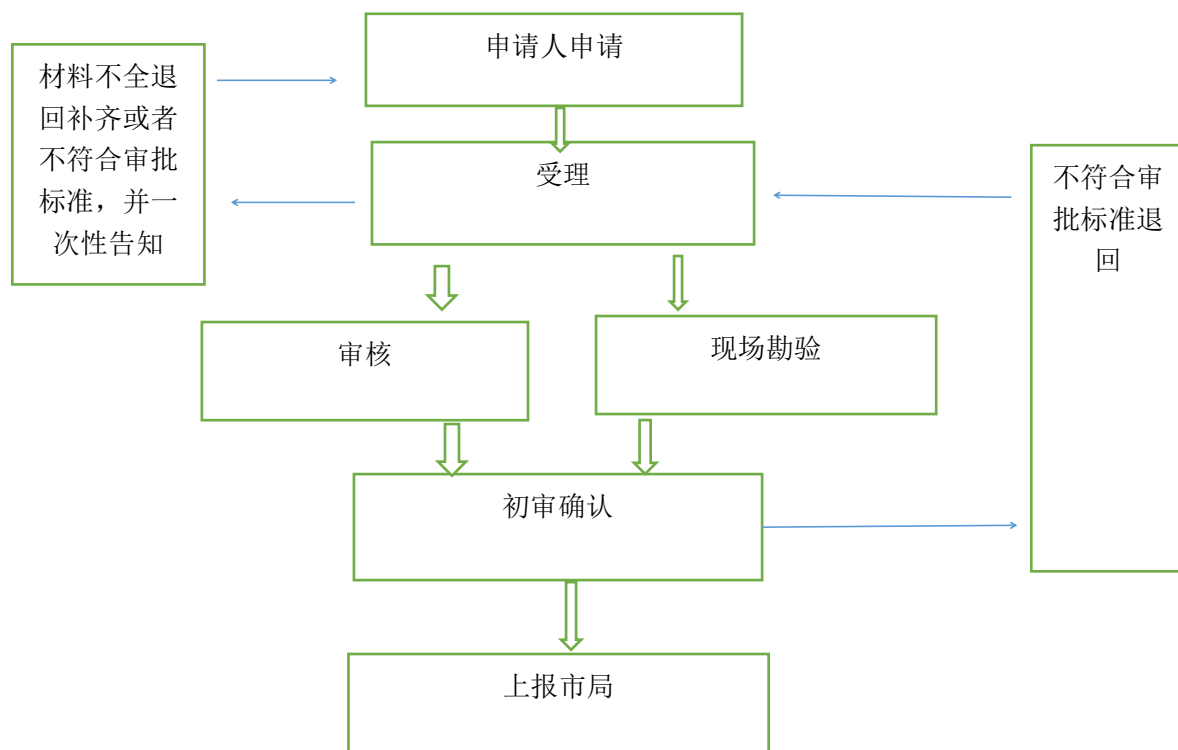 申请人申请
材料不全退
回补齐或者
不符合审批
标准，并一
次性告知
受理
不符合审
批标准退
回
审核
现场勘验
初审确认
上报市局